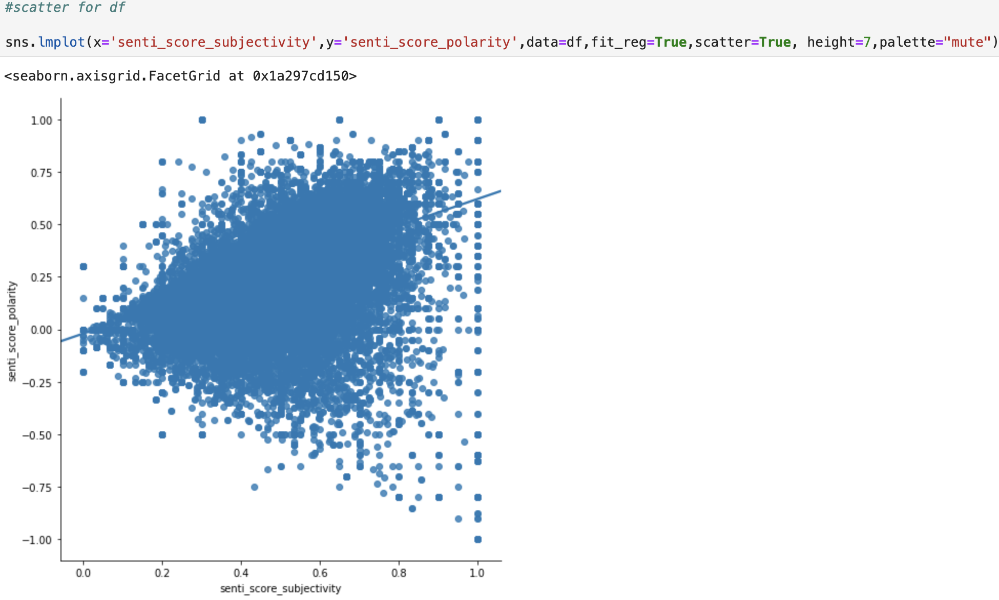 #scatter for df
sns.lmplot(x='senti_score_subjectivity',y='senti_score_polarity',data=df,fit_reg=True,scatter=True, height=7,palette="mute")
<seaborn.axisgrid.FacetGrid at 0x1a297cd150>
1.00
0.75
0.50
0.25
0.00
−0.25
−0.50
−0.75
−1.00
senti_score_polarity
0.0 0.2 0.4 0.6 0.8 1.0
senti_score_subjectivity